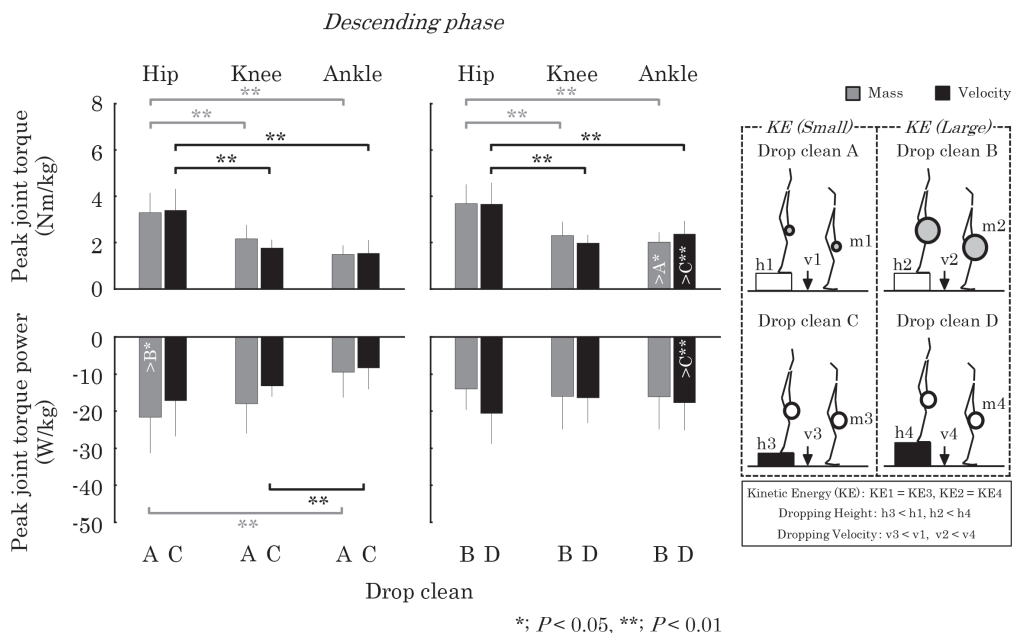 Descending phase
Hip Knee Ankle Hip Knee Ankle
Mass Velocity
Peak joint torque
(Nm/kg)
8
6
4
2
0
** ** ** **
** ** ** **
>A* >C**
Peak joint torque power
(W/kg)
0
-10
-20
-30
-40
-50
>B* >C**
**
**
A C A C A C B D B D B D
Drop clean
*; P < 0.05, **; P < 0.01
KE (Small) KE (Large)
Drop clean A Drop clean B
m1 m2
h1 v1 h2 v2
Drop clean C Drop clean D
m3 m4
h3 v3 h4 v4
Kinetic Energy (KE) : KE1 = KE3, KE2 = KE4
Dropping Height : h3 < h1, h2 < h4
Dropping Velocity : v3 < v1, v2 < v4